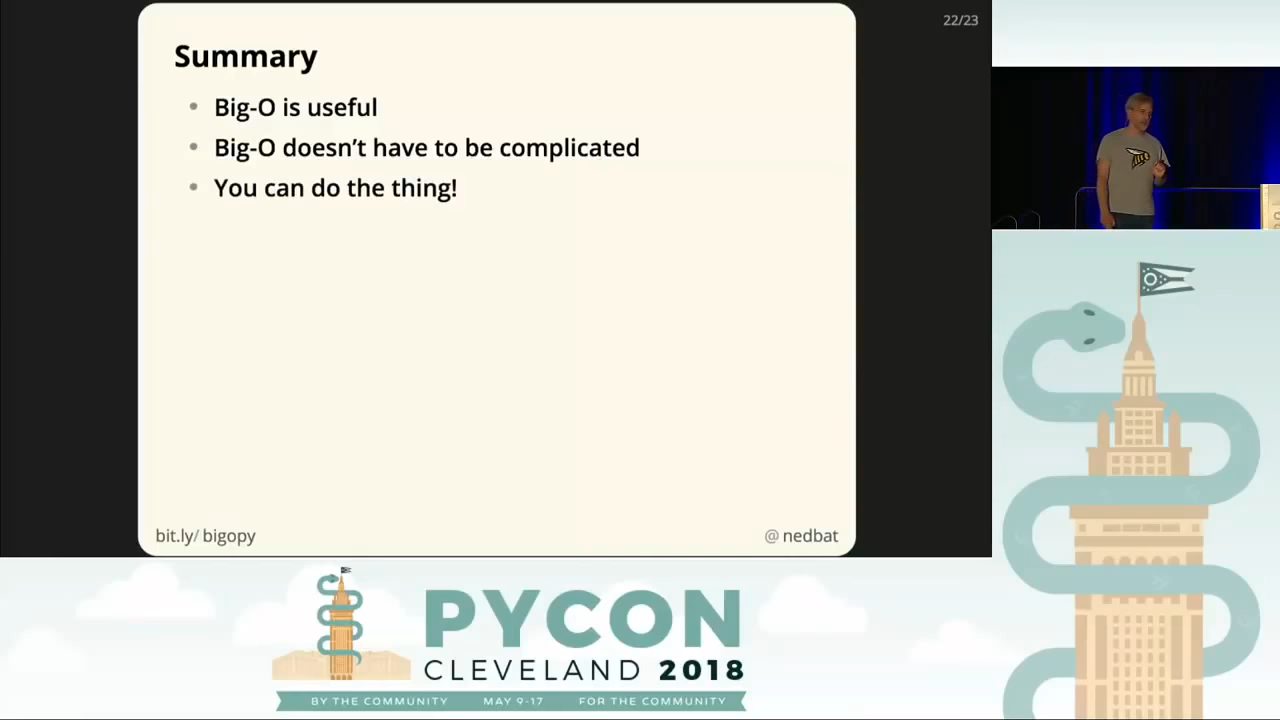 22/23
Summary
• Big-O is useful
• Big-O doesn't have to be complicated
• You can do the thing!
bit.ly/ bigopy
@ nedbat
PYCON
CLEVELAND 2018
BY THE COMMUNITY MAY 9-17 FOR THE COMMUNITY